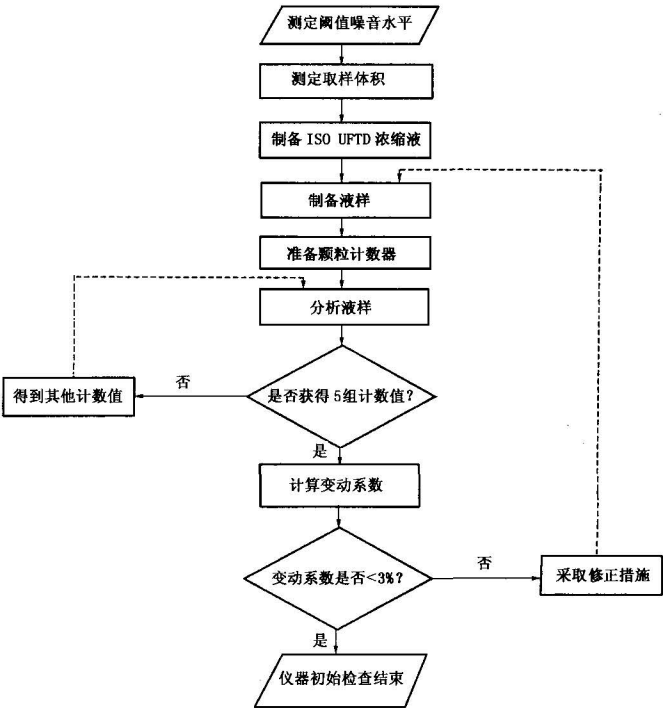 测定阈值噪音水平
测定取样体积
制备 ISO UFTD 浓缩液
制备液样
准备颗粒计数器
分析液样
是否获得5组计数值?
否
得到其他计数值
是
计算变动系数
变动系数是否<3%?
否
采取修正措施
是
仪器初始检查结束